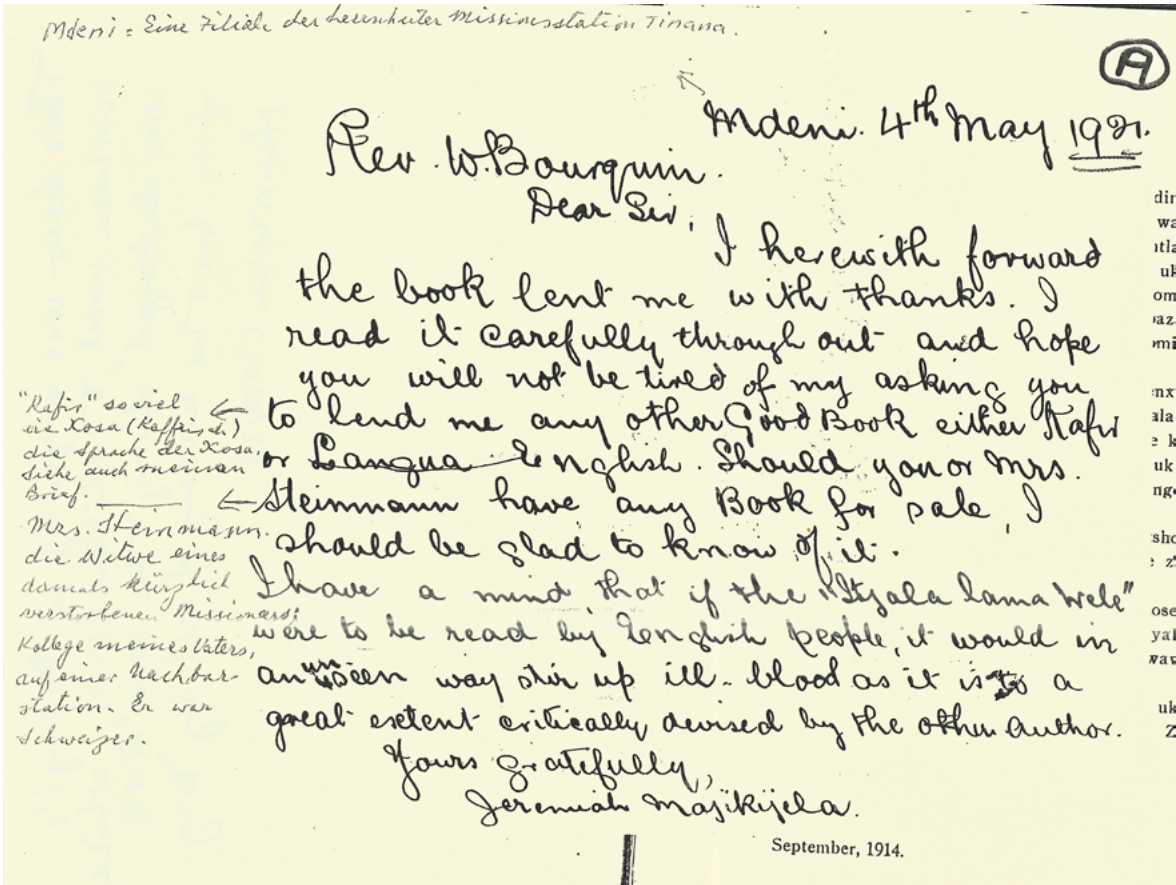 Mdeni = Eine Filiale der herrnhuter Missionsstation Tinana.
A
Mdeni. 4th May 1921.
Rev. W. Bourquin.
Dear Sir,
I herewith forward
the book lent me with thanks. I
read it carefully through out and hope
you will not be tired of my asking you
to lend me any other Good Book either Kafir
or Langua English. Should you or Mrs.
Steinmann have any Book for sale, I
should be glad to know of it.
I have a mind, that if the "Ityala lama Wele"
were to be read by English people, it would in
an unseen way stir up ill-blood as it is to a
great extent critically devised by the other Author.
Yours gratefully,
Jeremiah Majikijela.
"Kafir" soviel
wie Xosa (Kaffrisch)
die Sprache der Xosa.
Siehe auch meinen
Brief.
Mrs. Steinmann.
die Witwe eines
damals kürzlich
verstorbenen Missionars;
Kollege meines Vaters,
auf einer Nachbar-
station. Er war
Schweizer.
September, 1914.